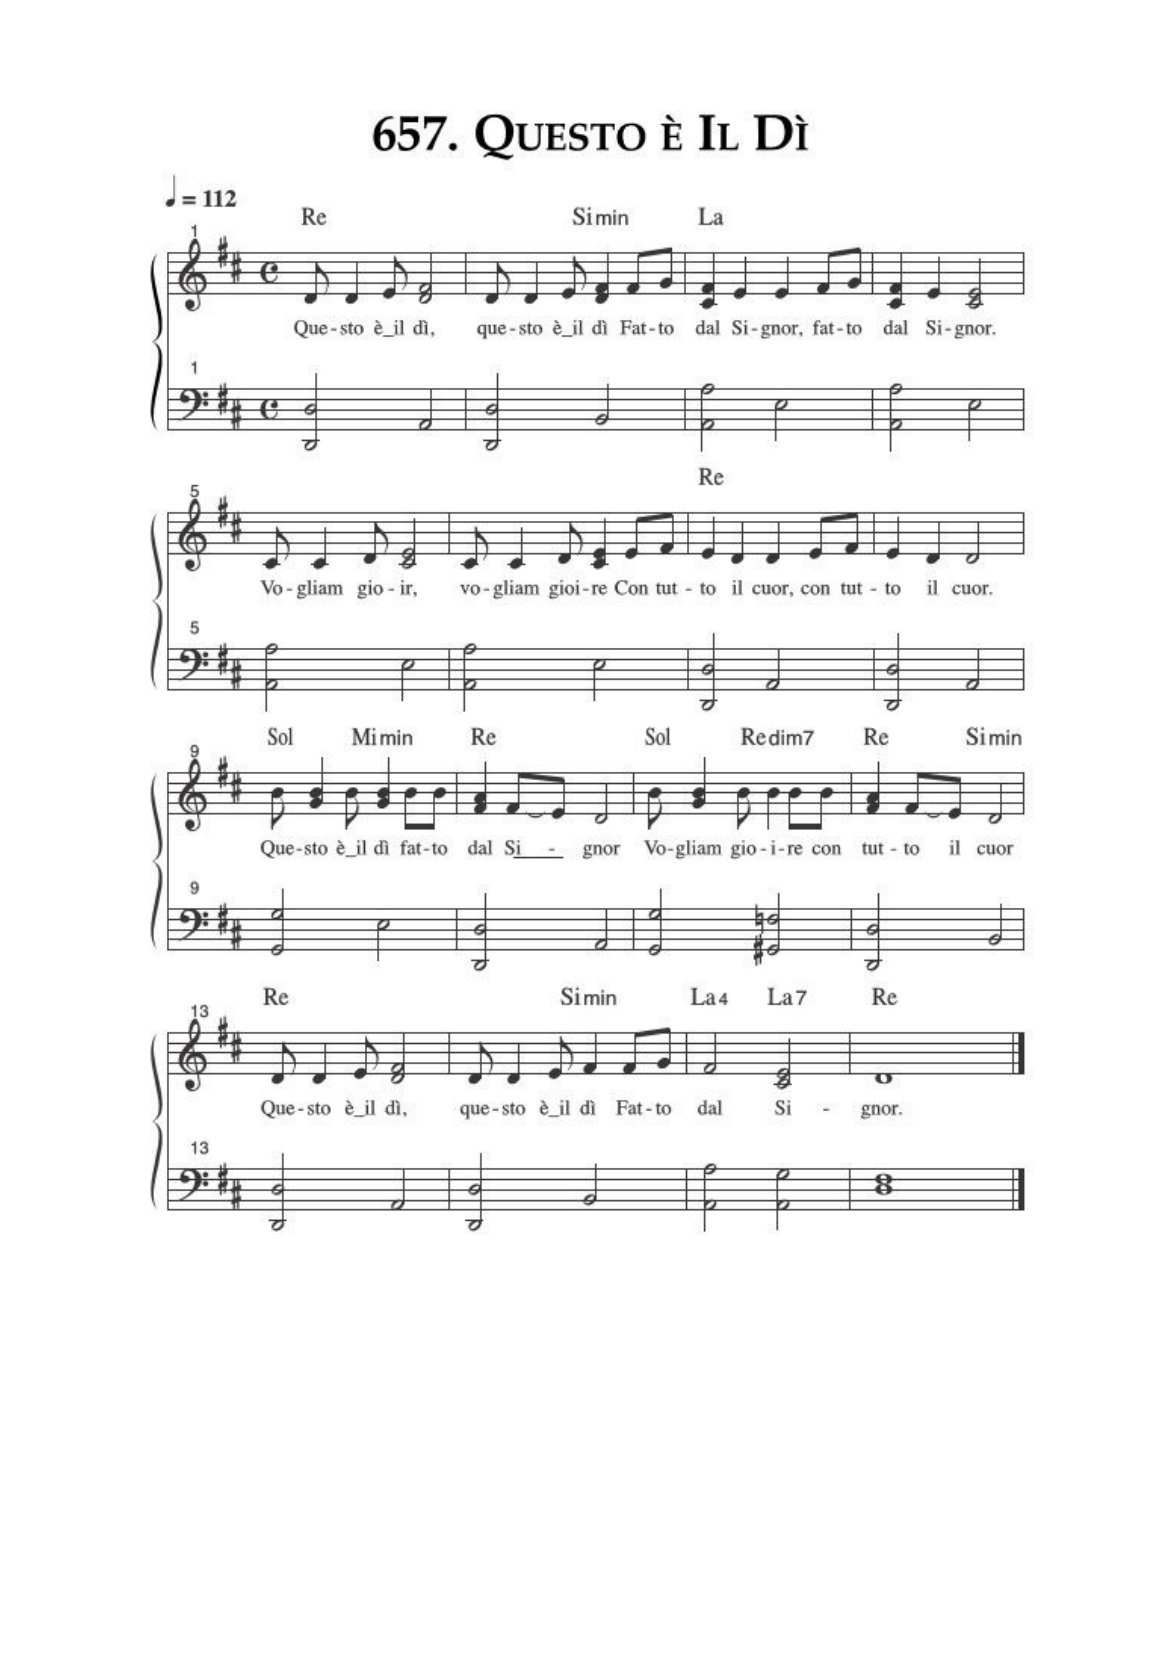 657. QUESTO È IL DÌ
= 112
Re Simin La
1
Que-sto è_il dì, que-sto è_il dì Fat-to dal Si-gnor, fat-to dal Si-gnor.
1
Re
5
Vo-gliam gio-ir, vo-gliam gioi-re Con tut-to il cuor, con tut-to il cuor.
5
Sol Mimin Re Sol Redim7 Re Simin
9
Que-sto è_il dì fat-to dal Si - gnor Vo-gliam gio-i-re con tut-to il cuor
9
Re Simin La4 La7 Re
13
Que-sto è_il dì, que-sto è_il dì Fat-to dal Si - gnor.
13